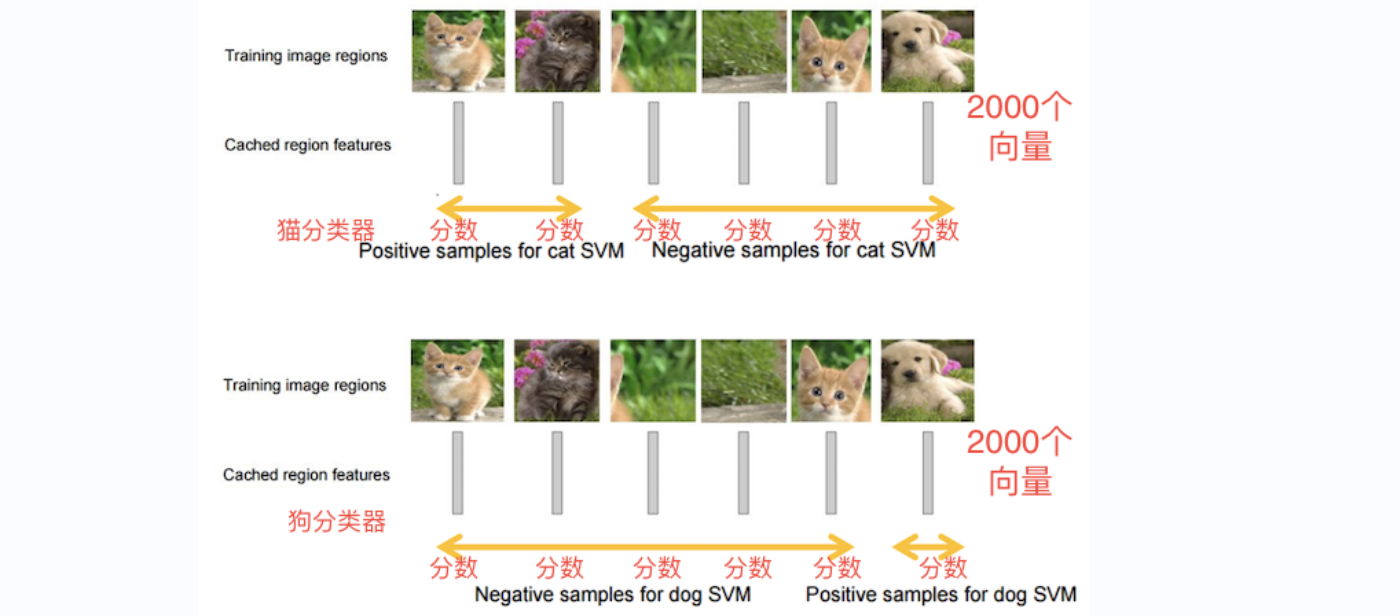 Training image regions
2000个
向量
Cached region features
猫分类器 分数 分数 分数 分数 分数 分数
Positive samples for cat SVM Negative samples for cat SVM
Training image regions
2000个
向量
Cached region features
狗分类器
分数 分数 分数 分数 分数 分数
Negative samples for dog SVM Positive samples for dog SVM